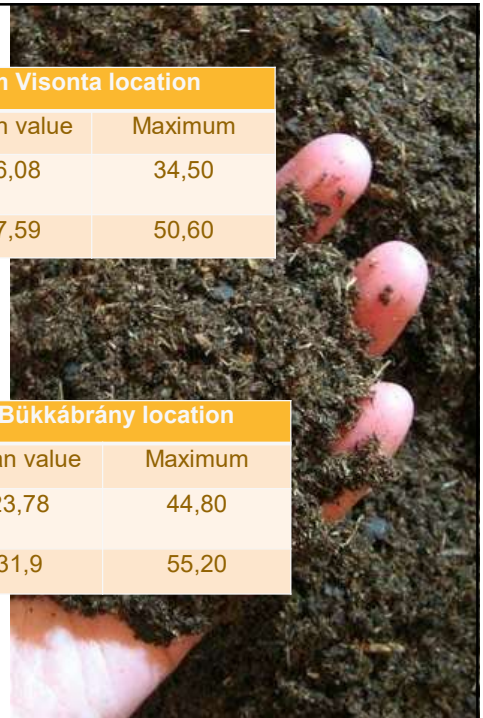 Visonta location
value Maximum
6,08 34,50
7,59 50,60
Bükkábrány location
value Maximum
23,78 44,80
31,9 55,20